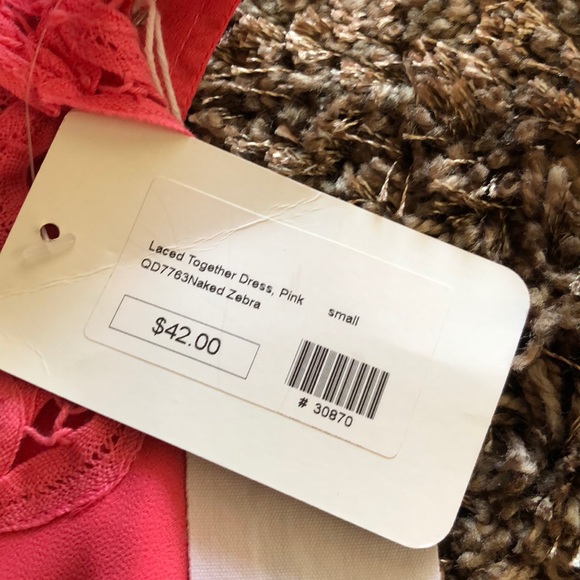 Laced Together Dress, Pink
QD7763Naked Zebra
small
$42.00
# 30870